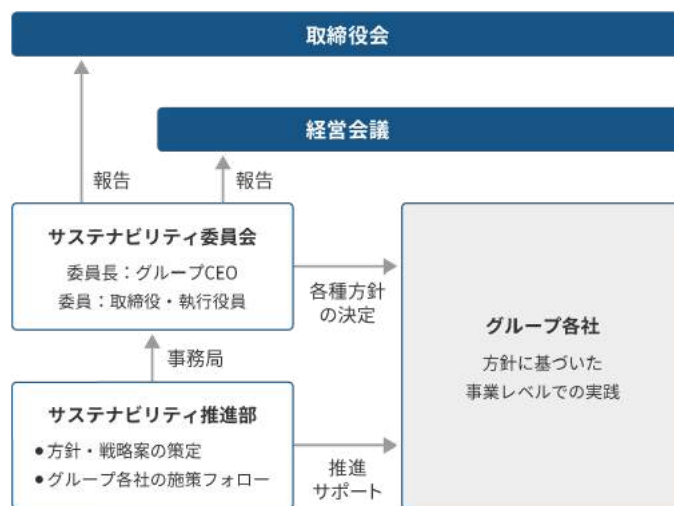 取締役会
経営会議
報告
報告
サステナビリティ委員会
委員長：グループCEO
委員：取締役・執行役員
各種方針
の決定
グループ各社
方針に基づいた
事業レベルでの実践
事務局
サステナビリティ推進部
●方針・戦略案の策定
●グループ各社の施策フォロー
推進
サポート